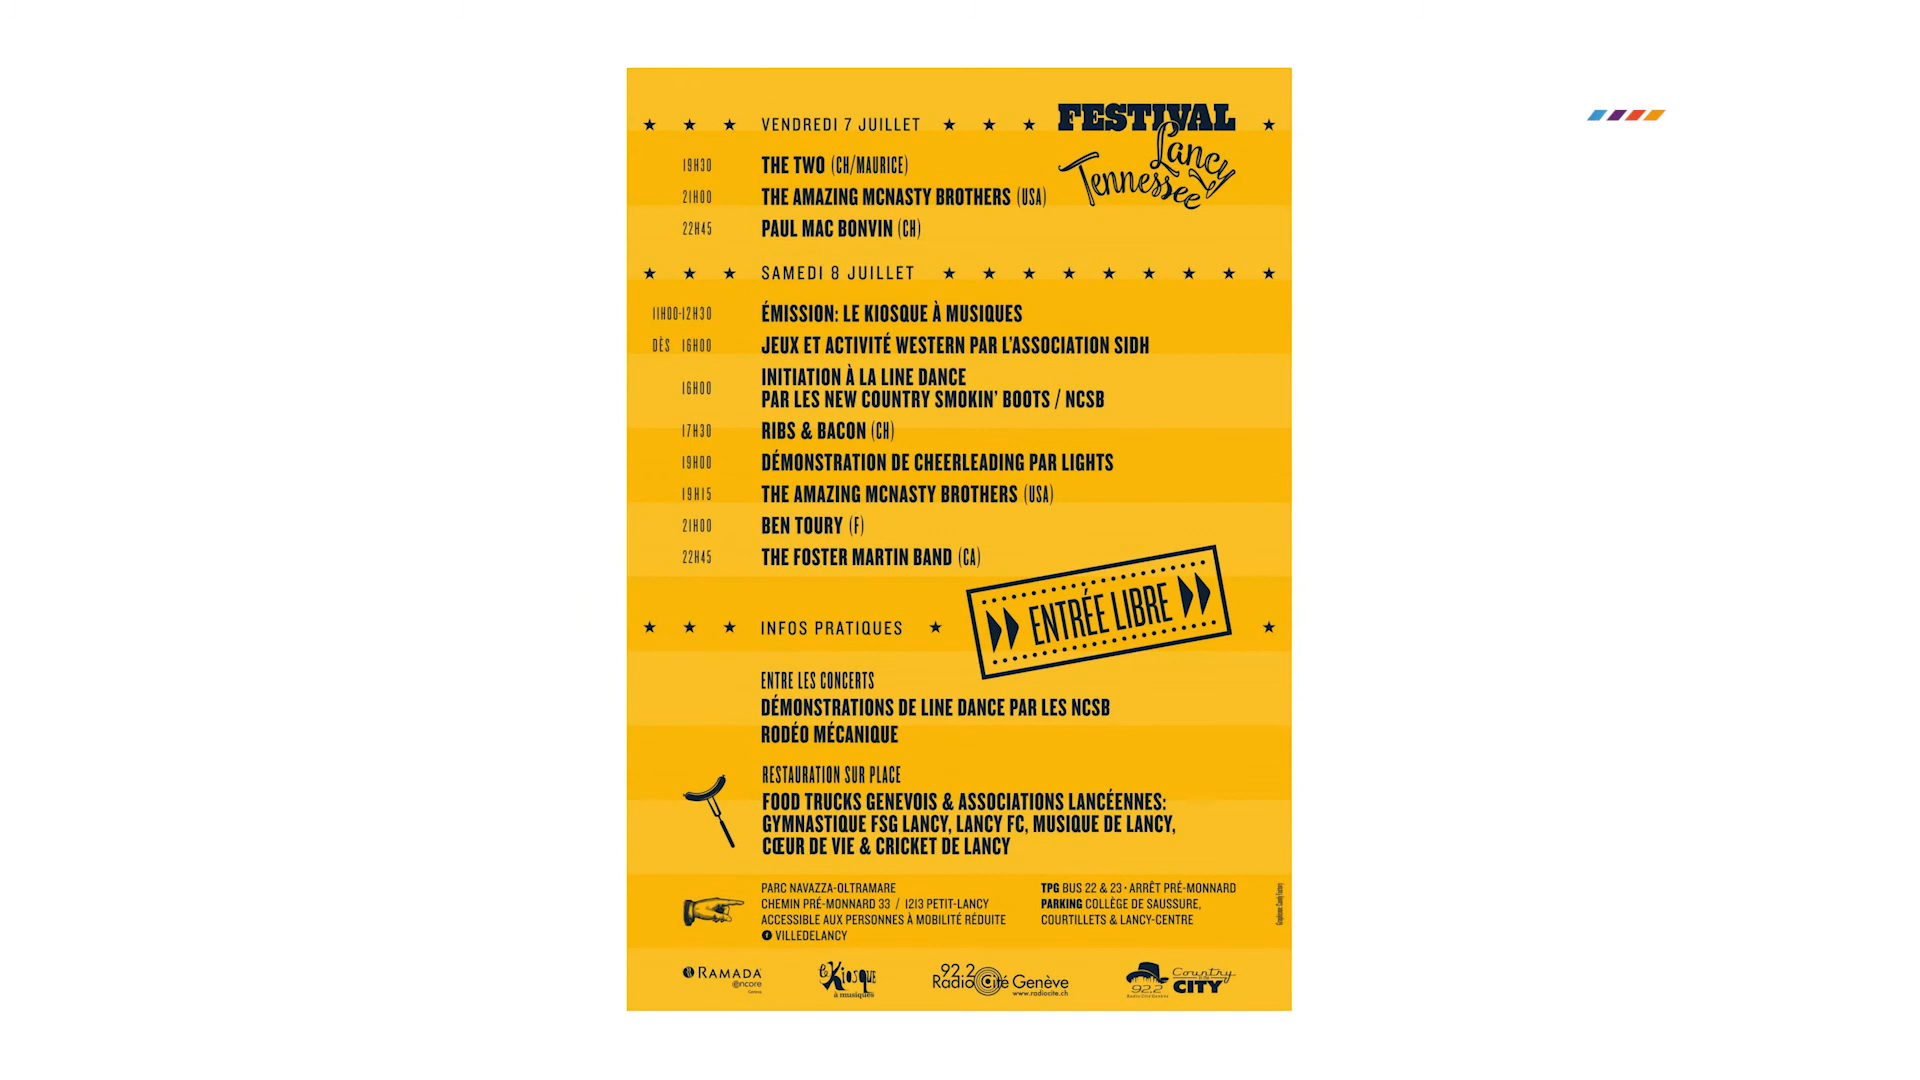 VENDREDI 7 JUILLET
FESTIVAL
Lancy
Tennessee
19H30 THE TWO (CH/MAURICE)
21H00 THE AMAZING MCNASTY BROTHERS (USA)
22H45 PAUL MAC BONVIN (CH)
SAMEDI 8 JUILLET
11H00-12H30 ÉMISSION: LE KIOSQUE À MUSIQUES
DÈS 16H00 JEUX ET ACTIVITÉ WESTERN PAR L'ASSOCIATION SIDH
16H00 INITIATION À LA LINE DANCE
PAR LES NEW COUNTRY SMOKIN' BOOTS / NCSB
17H30 RIBS & BACON (CH)
19H00 DÉMONSTRATION DE CHEERLEADING PAR LIGHTS
19H15 THE AMAZING MCNASTY BROTHERS (USA)
21H00 BEN TOURY (F)
22H45 THE FOSTER MARTIN BAND (CA)
ENTRÉE LIBRE
INFOS PRATIQUES
ENTRE LES CONCERTS
DÉMONSTRATIONS DE LINE DANCE PAR LES NCSB
RODÉO MÉCANIQUE
RESTAURATION SUR PLACE
FOOD TRUCKS GENEVOIS & ASSOCIATIONS LANCÉENNES:
GYMNASTIQUE FSG LANCY, LANCY FC, MUSIQUE DE LANCY,
CŒUR DE VIE & CRICKET DE LANCY
PARC NAVAZZA-OLTRAMARE
CHEMIN PRÉ-MONNARD 33 / 1213 PETIT-LANCY
ACCESSIBLE AUX PERSONNES À MOBILITÉ RÉDUITE
VILLEDELANCY
TPG BUS 22 & 23 · ARRÊT PRÉ-MONNARD
PARKING COLLÈGE DE SAUSSURE,
COURTILLETS & LANCY-CENTRE
RAMADA
encore
le Kiosque
à musiques
92.2
Radio Cité Genève
www.radiocite.ch
92.2
Radio Cité Genève
Country
CITY